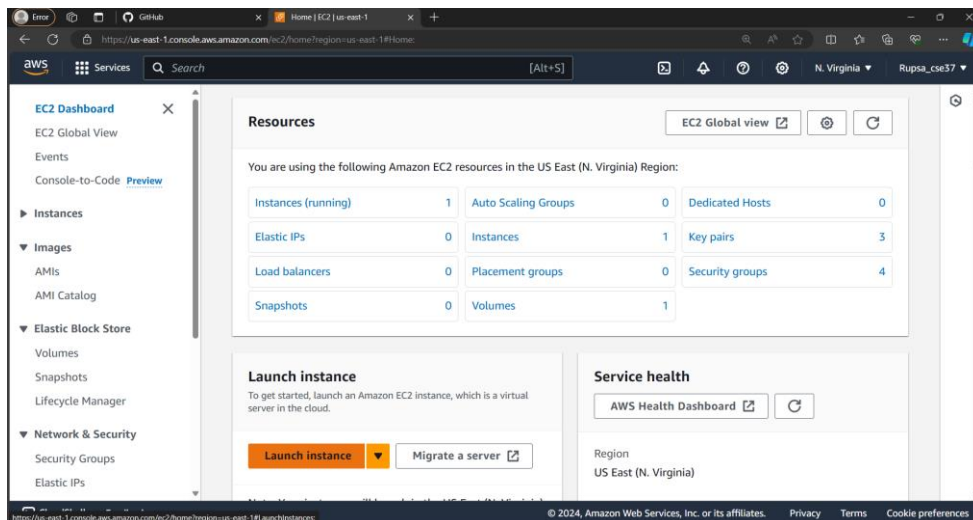 Error
GitHub
Home | EC2 | us-east-1
https://us-east-1.console.aws.amazon.com/ec2/home?region=us-east-1#Home:
aws
Services
Search
[Alt+S]
N. Virginia
Rupsa_cse37
EC2 Dashboard
EC2 Global View
Events
Console-to-Code Preview
Instances
Images
AMIs
AMI Catalog
Elastic Block Store
Volumes
Snapshots
Lifecycle Manager
Network & Security
Security Groups
Elastic IPs
Resources
EC2 Global view
You are using the following Amazon EC2 resources in the US East (N. Virginia) Region:
Instances (running) 1
Auto Scaling Groups 0
Dedicated Hosts 0
Elastic IPs 0
Instances 1
Key pairs 3
Load balancers 0
Placement groups 0
Security groups 4
Snapshots 0
Volumes 1
Launch instance
To get started, launch an Amazon EC2 instance, which is a virtual
server in the cloud.
Launch instance
Migrate a server
Service health
AWS Health Dashboard
Region
US East (N. Virginia)
https://us-east-1.console.aws.amazon.com/ec2/home?region=us-east-1#LaunchInstances:
© 2024, Amazon Web Services, Inc. or its affiliates.
Privacy
Terms
Cookie preferences